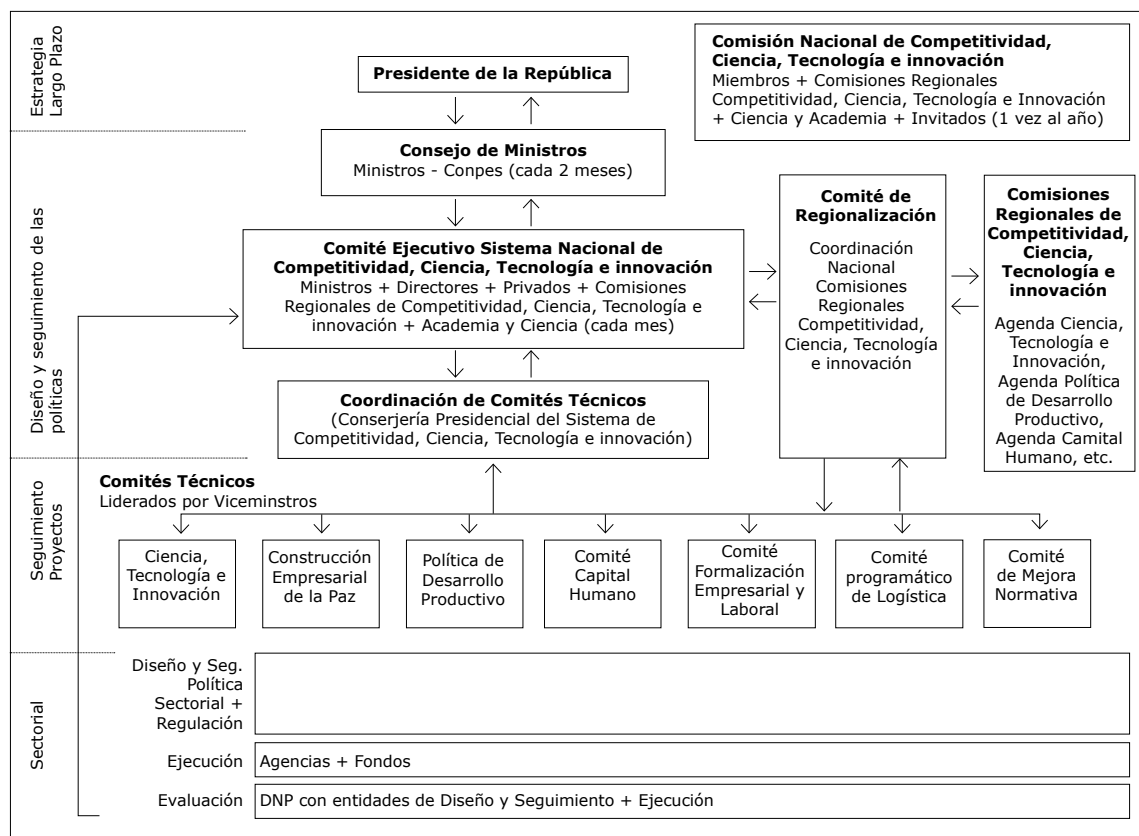 Estrategia
Largo Plazo
Presidente de la República
Comisión Nacional de Competitividad,
Ciencia, Tecnología e innovación
Miembros + Comisiones Regionales
Competitividad, Ciencia, Tecnología e Innovación
+ Ciencia y Academia + Invitados (1 vez al año)
Diseño y seguimiento de las
políticas
Consejo de Ministros
Ministros - Conpes (cada 2 meses)
Comité Ejecutivo Sistema Nacional de
Competitividad, Ciencia, Tecnología e innovación
Ministros + Directores + Privados + Comisiones
Regionales de Competitividad, Ciencia, Tecnología e
innovación + Academia y Ciencia (cada mes)
Coordinación de Comités Técnicos
(Conserjería Presidencial del Sistema de
Competitividad, Ciencia, Tecnología e innovación)
Comité de
Regionalización
Coordinación
Nacional
Comisiones
Regionales
Competitividad,
Ciencia, Tecnología
e innovación
Comisiones
Regionales de
Competitividad,
Ciencia,
Tecnología e
innovación
Agenda Ciencia,
Tecnología e
Innovación,
Agenda Política
de Desarrollo
Productivo,
Agenda Camital
Humano, etc.
Seguimiento
Proyectos
Comités Técnicos
Liderados por Viceminstros
Ciencia,
Tecnología e
Innovación
Construcción
Empresarial
de la Paz
Política de
Desarrollo
Productivo
Comité
Capital
Humano
Comité
Formalización
Empresarial y
Laboral
Comité
programático
de Logística
Comité
de Mejora
Normativa
Sectorial
Diseño y Seg.
Política
Sectorial +
Regulación
Ejecución
Agencias + Fondos
Evaluación
DNP con entidades de Diseño y Seguimiento + Ejecución